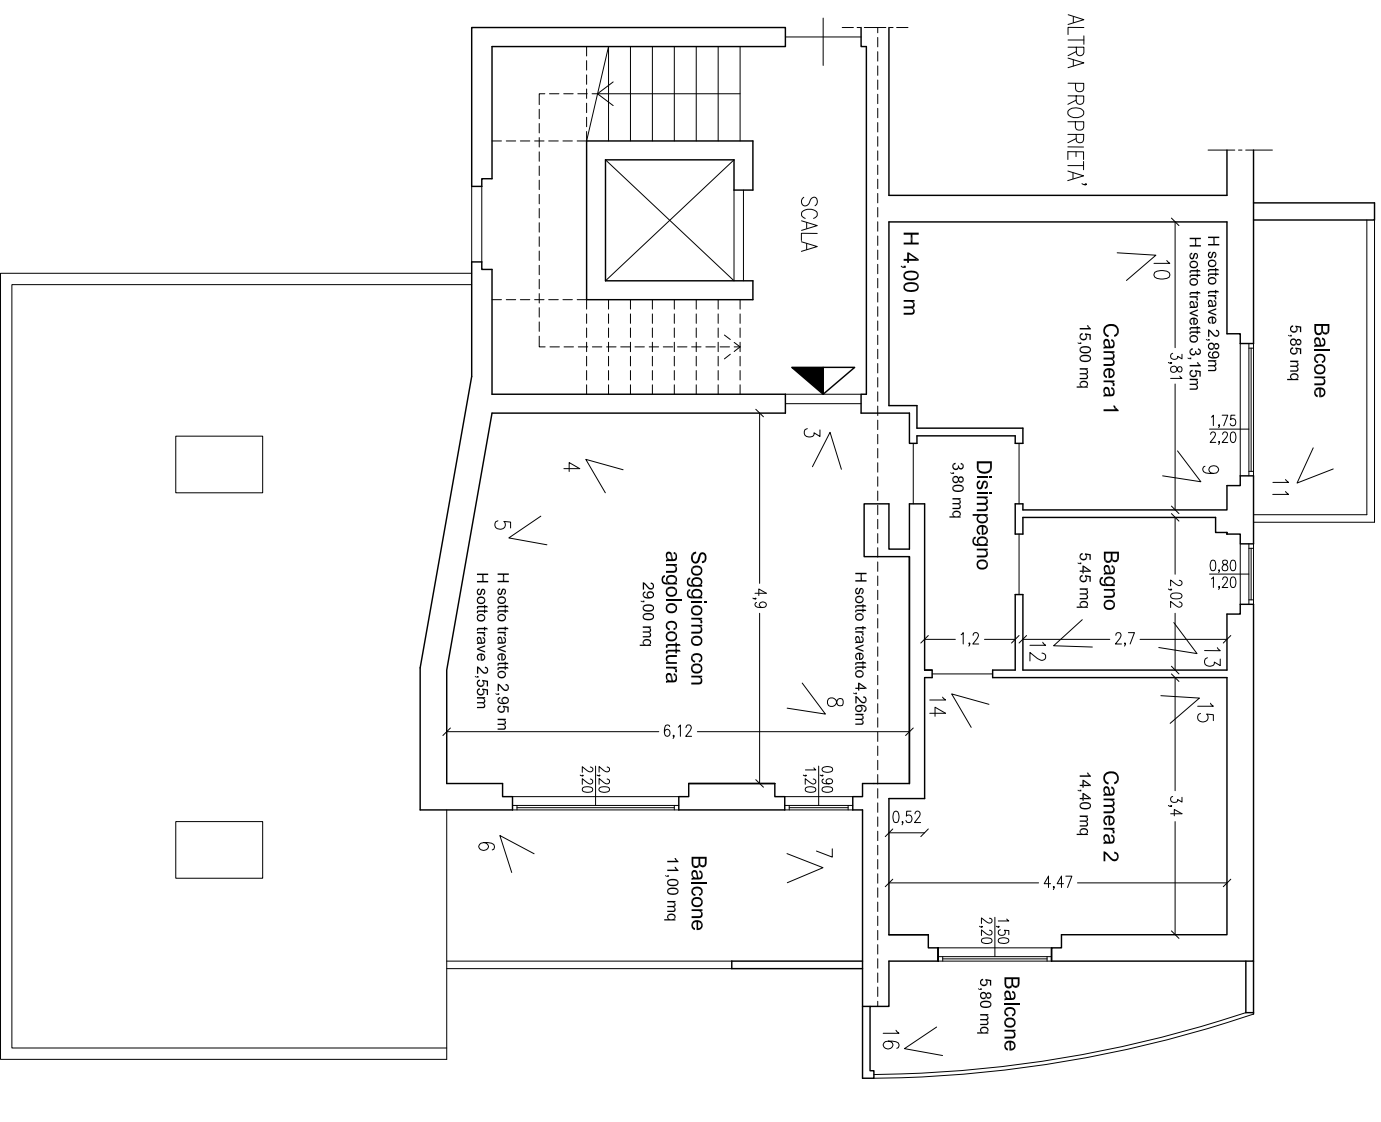 ALTRA PROPRIETA'
SCALA
H 4,00 m
H sotto trave 2,89m
H sotto travetto 3,15m
10
Camera 1
15,00 mq
3,81
1,75
2,20
9
Balcone
5,85 mq
11
Disimpegno
3,80 mq
1,2
Bagno
5,45 mq
0,80
1,20
2,02
2,7
12
13
3
4
5
4,9
Soggiorno con
angolo cottura
29,00 mq
H sotto travetto 4,26m
H sotto travetto 2,95 m
H sotto trave 2,55m
8
6,12
2,20
2,20
0,90
1,20
14
15
Camera 2
14,40 mq
3,4
0,52
4,47
1,50
2,20
6
7
Balcone
11,00 mq
Balcone
5,80 mq
16